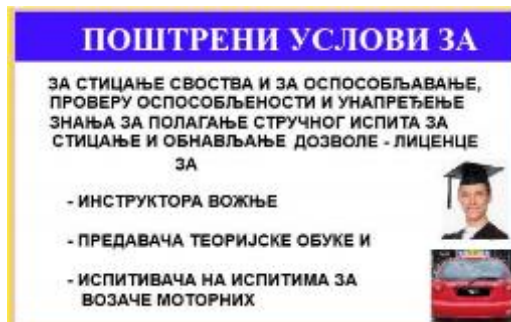 ПОШТРЕНИ УСЛОВИ ЗА
ЗА СТИЦАЊЕ СВОСТВА И ЗА ОСПОСОБЉАВАЊЕ,
ПРОВЕРУ ОСПОСОБЉЕНОСТИ И УНАПРЕЂЕЊЕ
ЗНАЊА ЗА ПОЛАГАЊЕ СТРУЧНОГ ИСПИТА ЗА
СТИЦАЊЕ И ОБНАВЉАЊЕ ДОЗВОЛЕ - ЛИЦЕНЦЕ
ЗА
- ИНСТРУКТОРА ВОЖЊЕ
- ПРЕДАВАЧА ТЕОРИЈСКЕ ОБУКЕ И
- ИСПИТИВАЧА НА ИСПИТИМА ЗА
ВОЗАЧЕ МОТОРНИХ